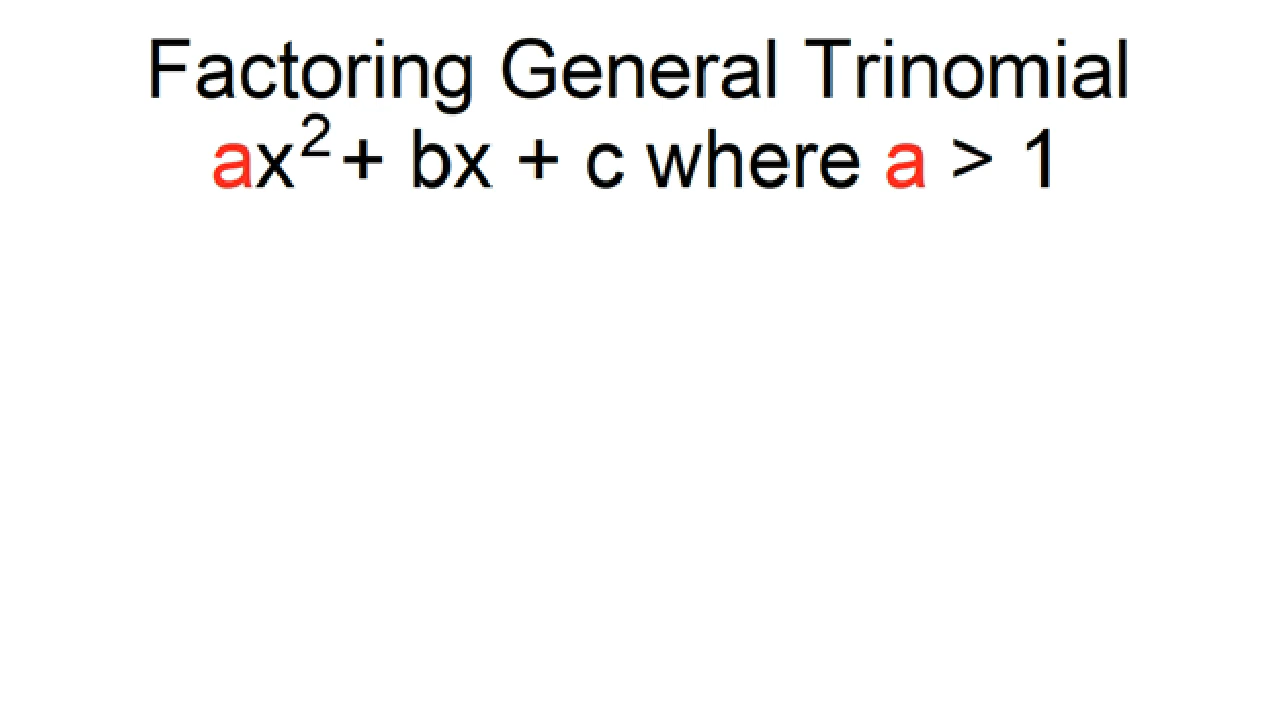 Factoring General Trinomial
ax² + bx + c where a > 1